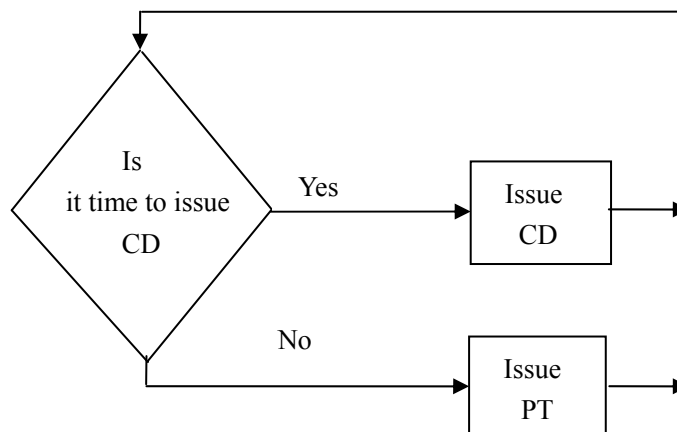 Is
it time to issue
CD
Yes
Issue
CD
No
Issue
PT